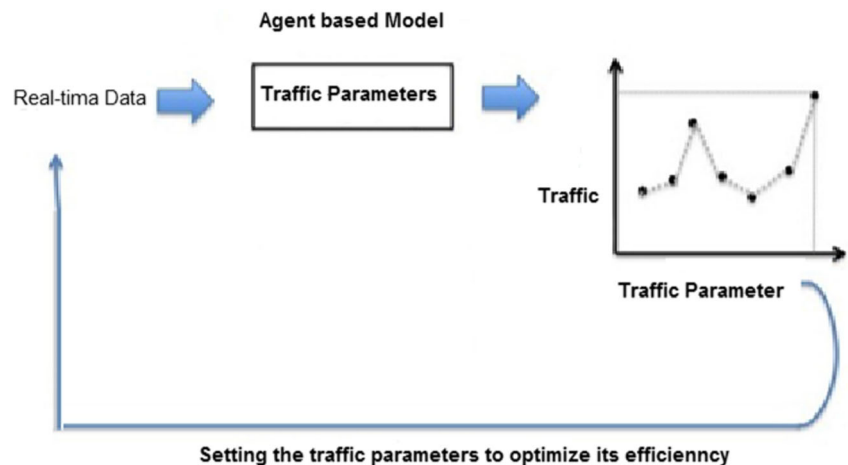 Agent based Model
Real-tima Data
Traffic Parameters
Traffic
Traffic Parameter
Setting the traffic parameters to optimize its efficienncy